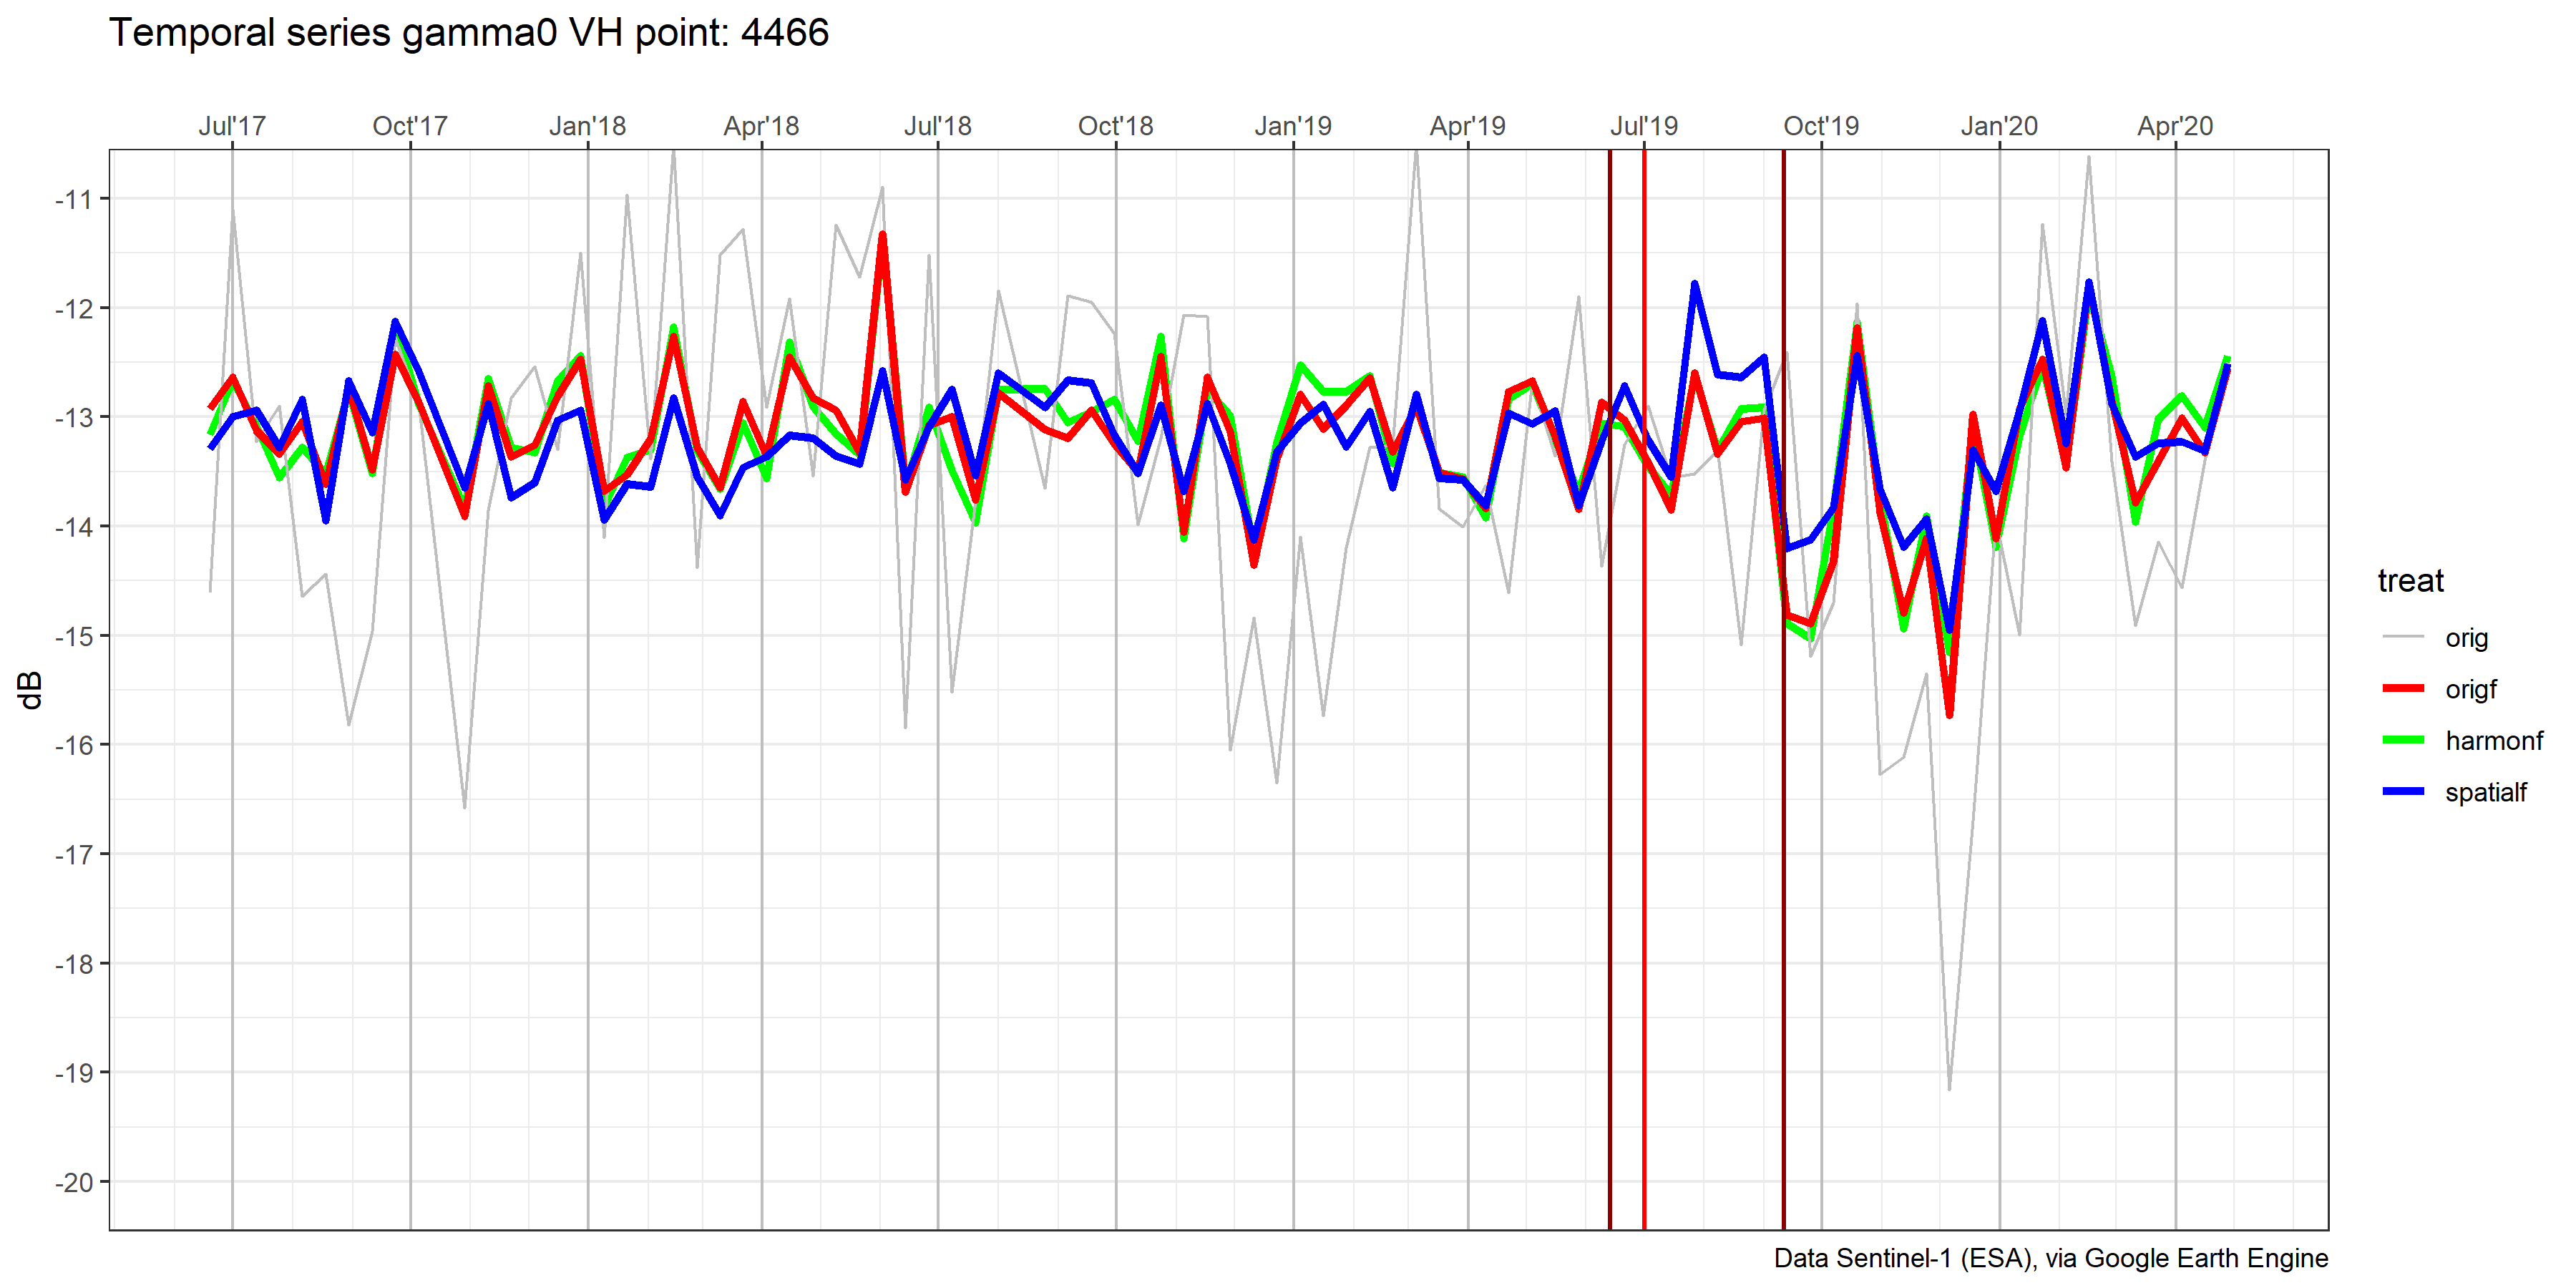 Temporal series gamma0 VH point: 4466
Jul'17 Oct'17 Jan'18 Apr'18 Jul'18 Oct'18 Jan'19 Apr'19 Jul'19 Oct'19 Jan'20 Apr'20
-11
-12
-13
-14
-15
-16
-17
-18
-19
-20
dB
treat
orig
origf
harmonf
spatialf
Data Sentinel-1 (ESA), via Google Earth Engine